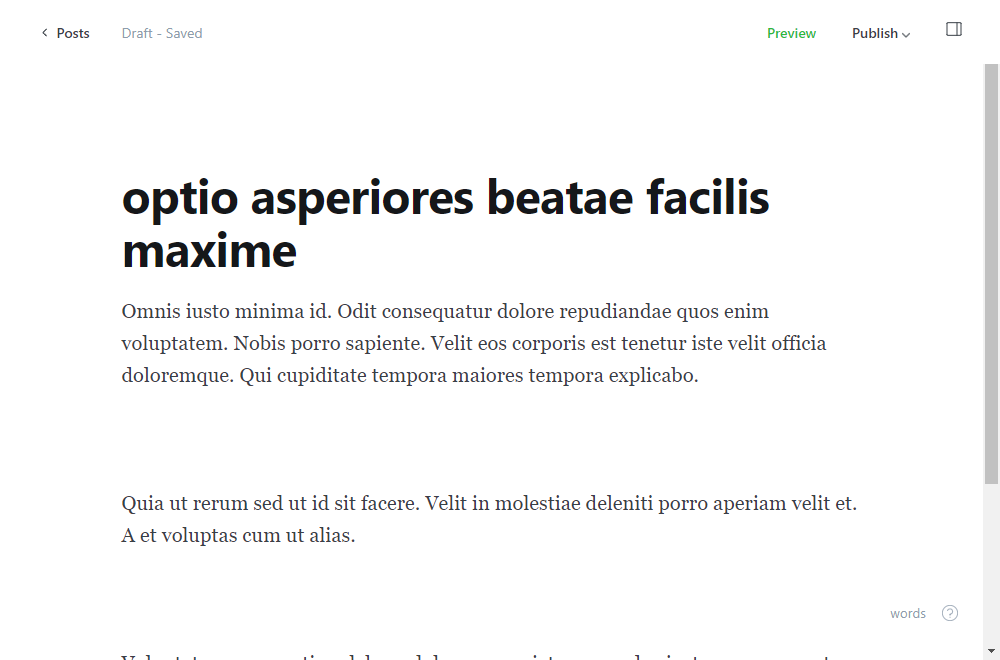 Posts
Draft - Saved
Preview
Publish
optio asperiores beatae facilis
maxime
Omnis iusto minima id. Odit consequatur dolore repudiandae quos enim
voluptatem. Nobis porro sapiente. Velit eos corporis est tenetur iste velit officia
doloremque. Qui cupiditate tempora maiores tempora explicabo.
Quia ut rerum sed ut id sit facere. Velit in molestiae deleniti porro aperiam velit et.
A et voluptas cum ut alias.
words
?